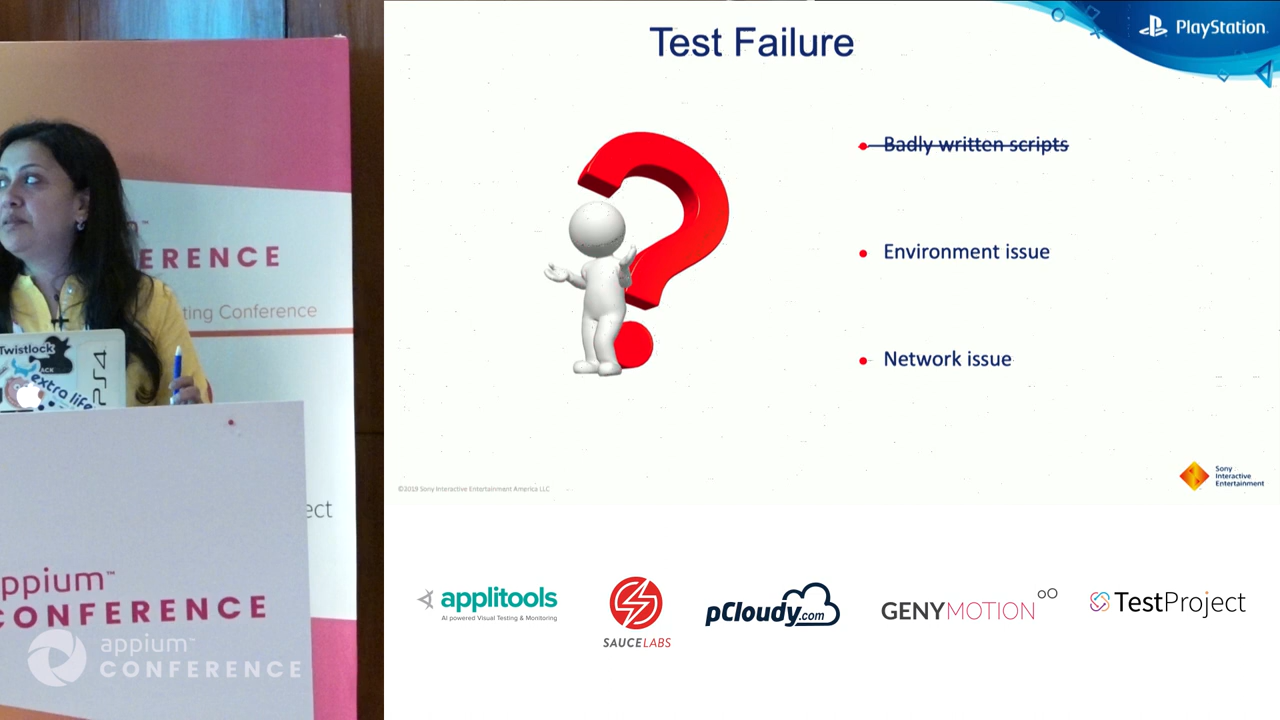 Test Failure
PlayStation
Badly written scripts
Environment issue
Network issue
©2019 Sony Interactive Entertainment America LLC
Sony
Interactive
Entertainment
ERENCE
ting Conference
Twistlock
extra life
PS4
ect
ppium™
CONFERENCE
appium™
CONFERENCE
applitools
AI powered Visual Testing & Monitoring
SAUCELABS
pCloudy.com
GENYMOTION
TestProject